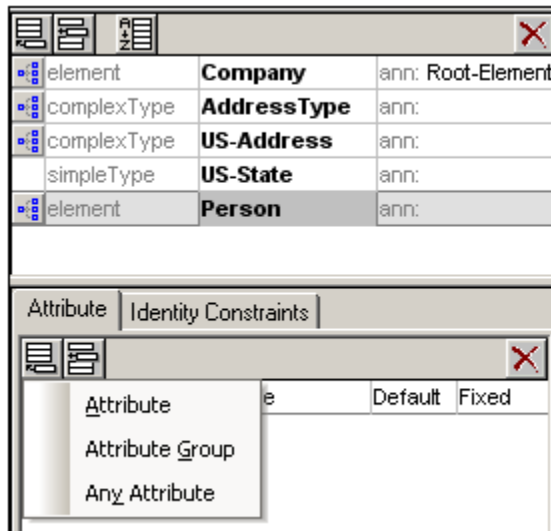 A Z
element Company ann: Root-Element
complexType AddressType ann:
complexType US-Address ann:
simpleType US-State ann:
element Person ann:
Attribute Identity Constraints
e Default Fixed
Attribute
Attribute Group
Any Attribute